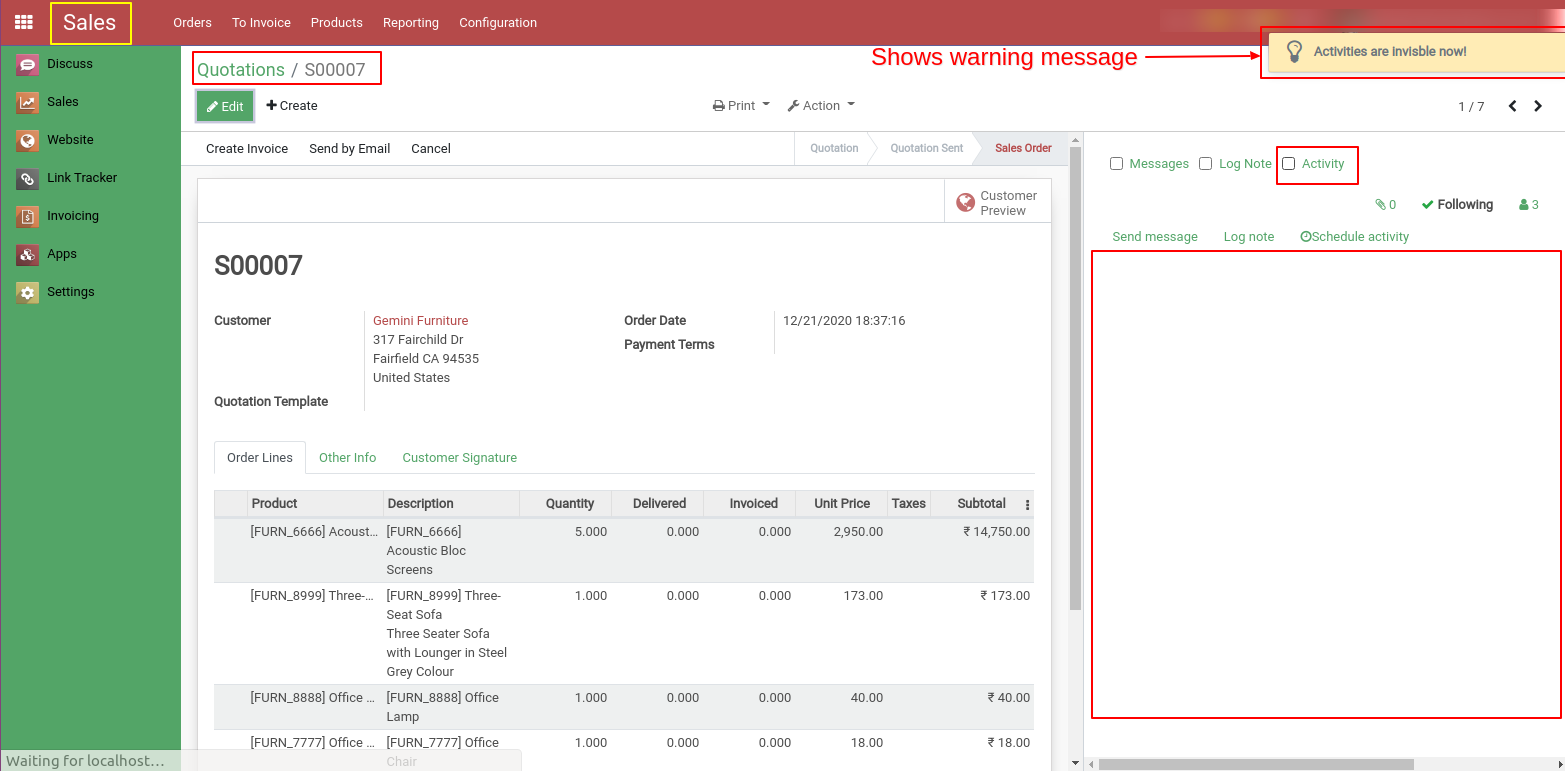 Sales Orders To Invoice Products Reporting Configuration
Shows warning message
Activities are invisble now!
Discuss
Sales
Website
Link Tracker
Invoicing
Apps
Settings
Quotations / S00007
Edit Create Print Action 1 / 7
Create Invoice Send by Email Cancel Quotation Quotation Sent Sales Order
Messages Log Note Activity
0 Following 3
Send message Log note Schedule activity
Customer
Preview
S00007
Customer Gemini Furniture Order Date 12/21/2020 18:37:16
317 Fairchild Dr Payment Terms
Fairfield CA 94535
United States
Quotation Template
Order Lines Other Info Customer Signature
Product Description Quantity Delivered Invoiced Unit Price Taxes Subtotal
[FURN_6666] Acoust... [FURN_6666] 5.000 0.000 0.000 2,950.00 ₹ 14,750.00
Acoustic Bloc
Screens
[FURN_8999] Three-... [FURN_8999] Three- 1.000 0.000 0.000 173.00 ₹ 173.00
Seat Sofa
Three Seater Sofa
with Lounger in Steel
Grey Colour
[FURN_8888] Office ... [FURN_8888] Office 1.000 0.000 0.000 40.00 ₹ 40.00
Lamp
[FURN_7777] Office ... [FURN_7777] Office 1.000 0.000 0.000 18.00 ₹ 18.00
Chair
Waiting for localhost…